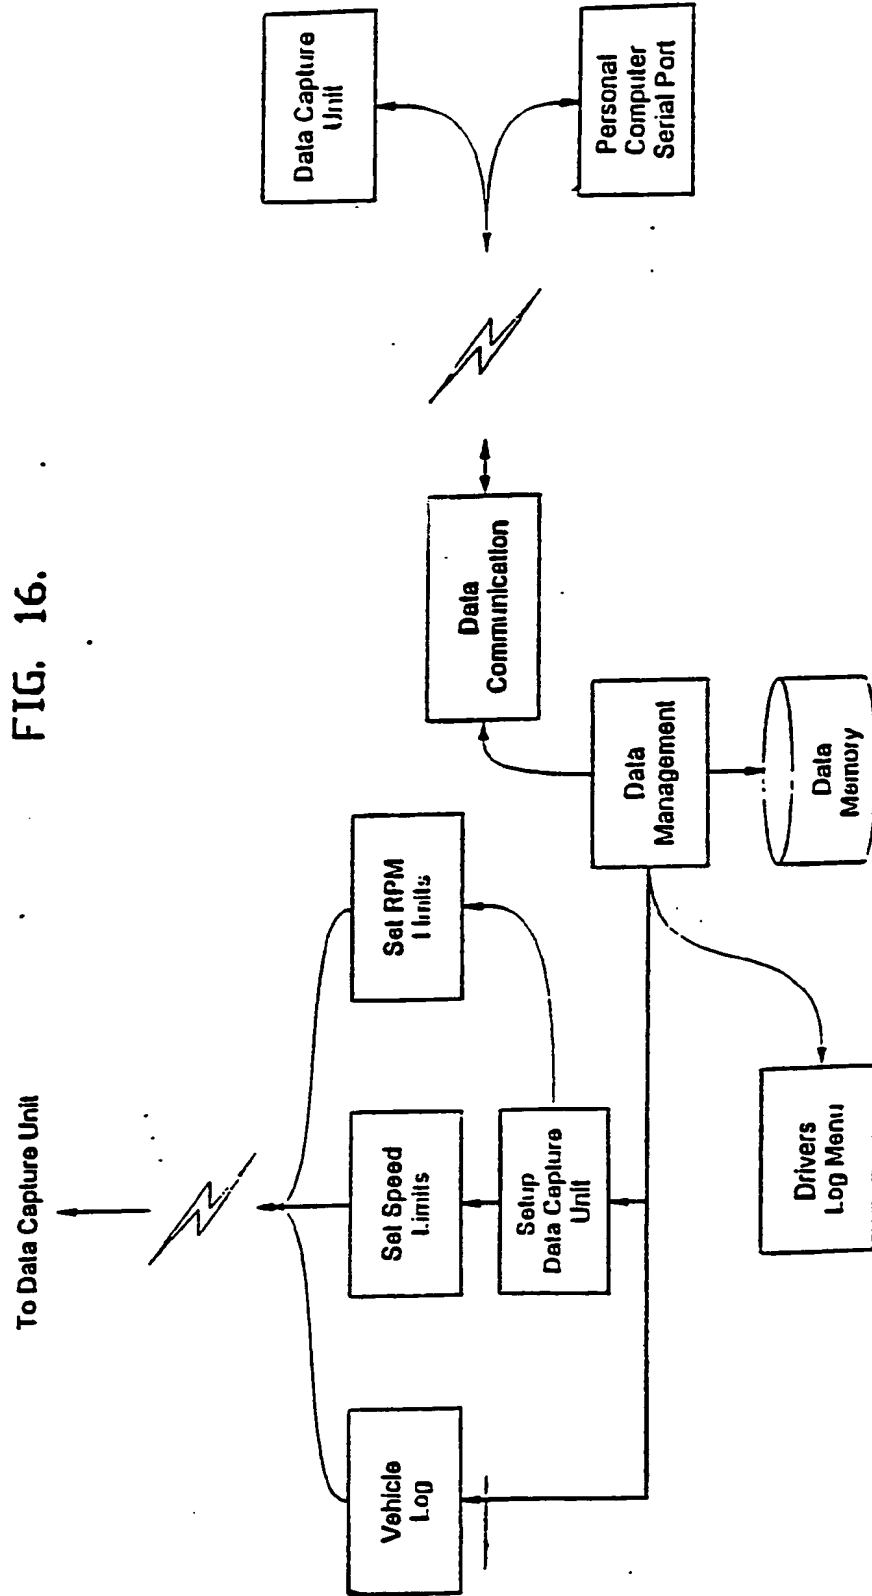 FIG. 16.
To Data Capture Unit
Vehicle
Log
Set Speed
Limits
Set RPM
Limits
Setup
Data Capture
Unit
Drivers
Log Menu
Data
Management
Data
Memory
Data
Communication
Data Capture
Unit
Personal
Computer
Serial Port